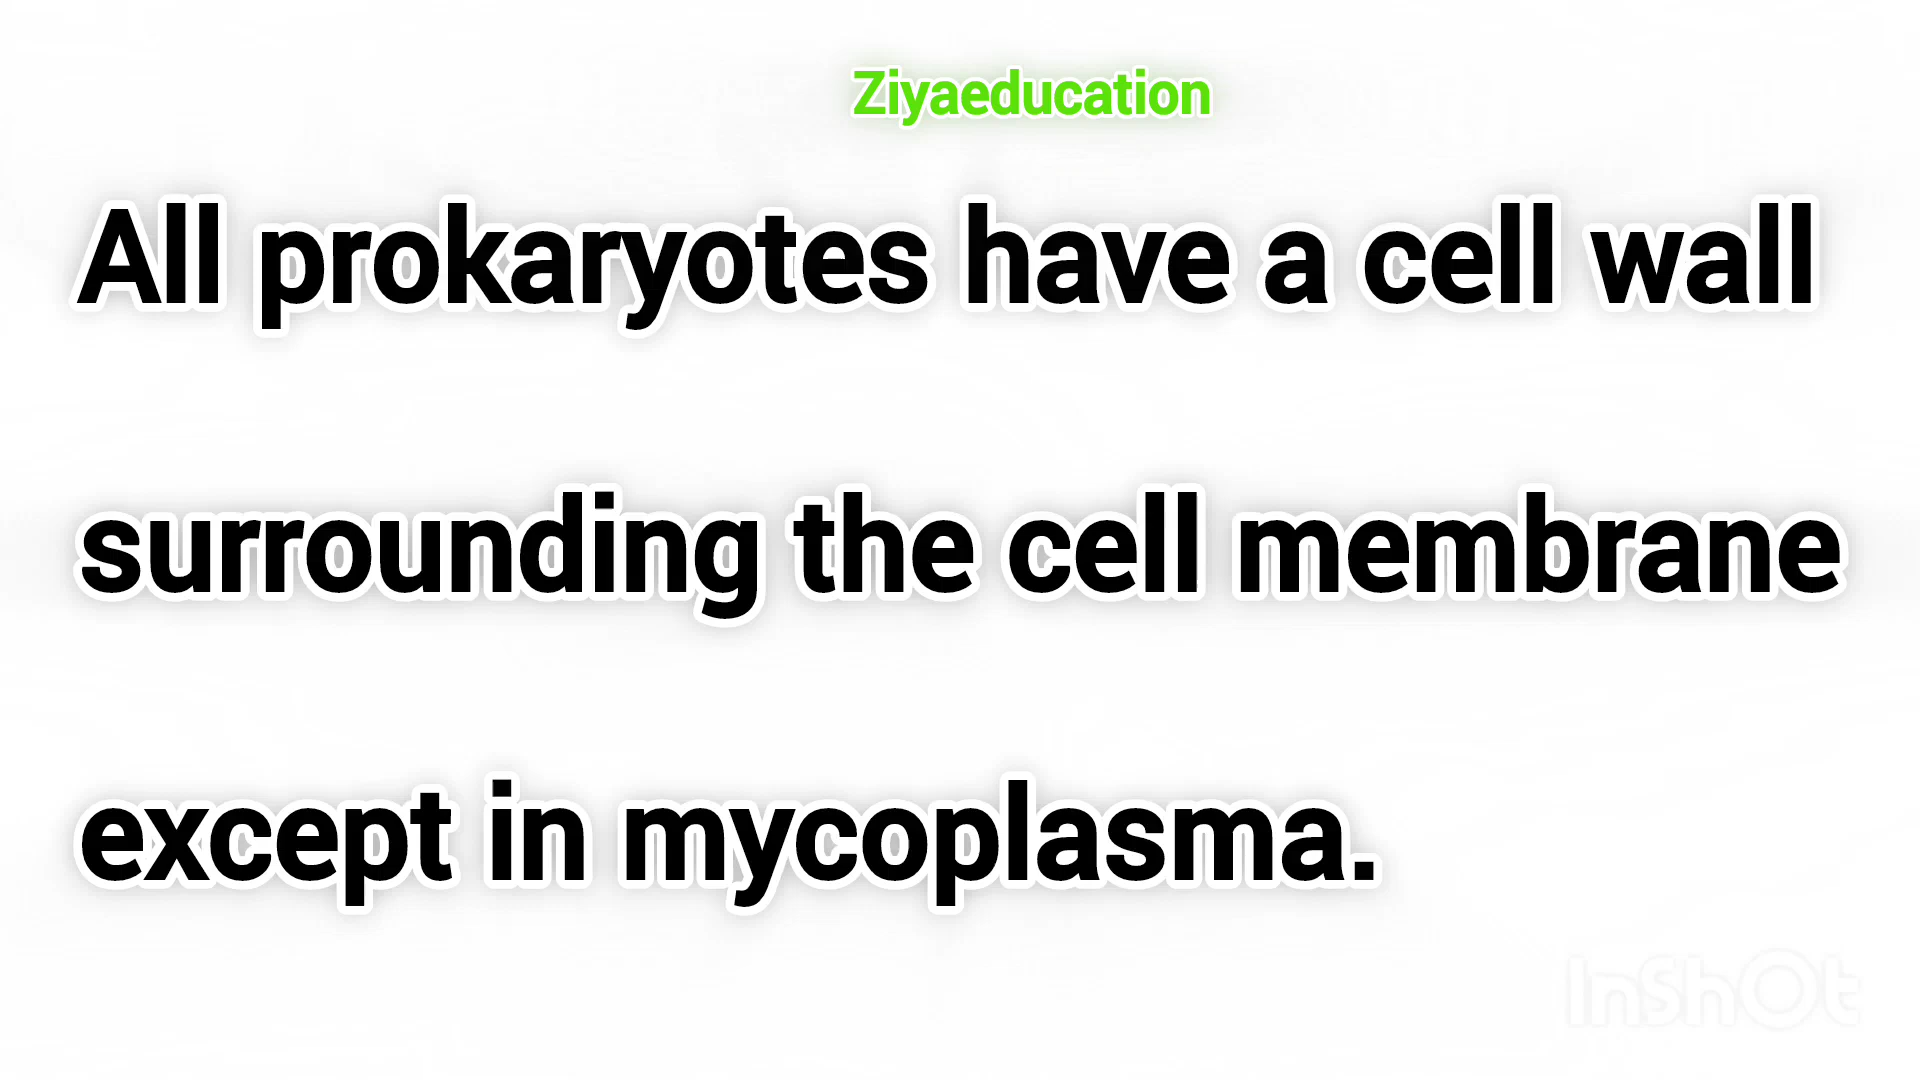 Ziyaeducation
All prokaryotes have a cell wall
surrounding the cell membrane
except in mycoplasma.
InShOt